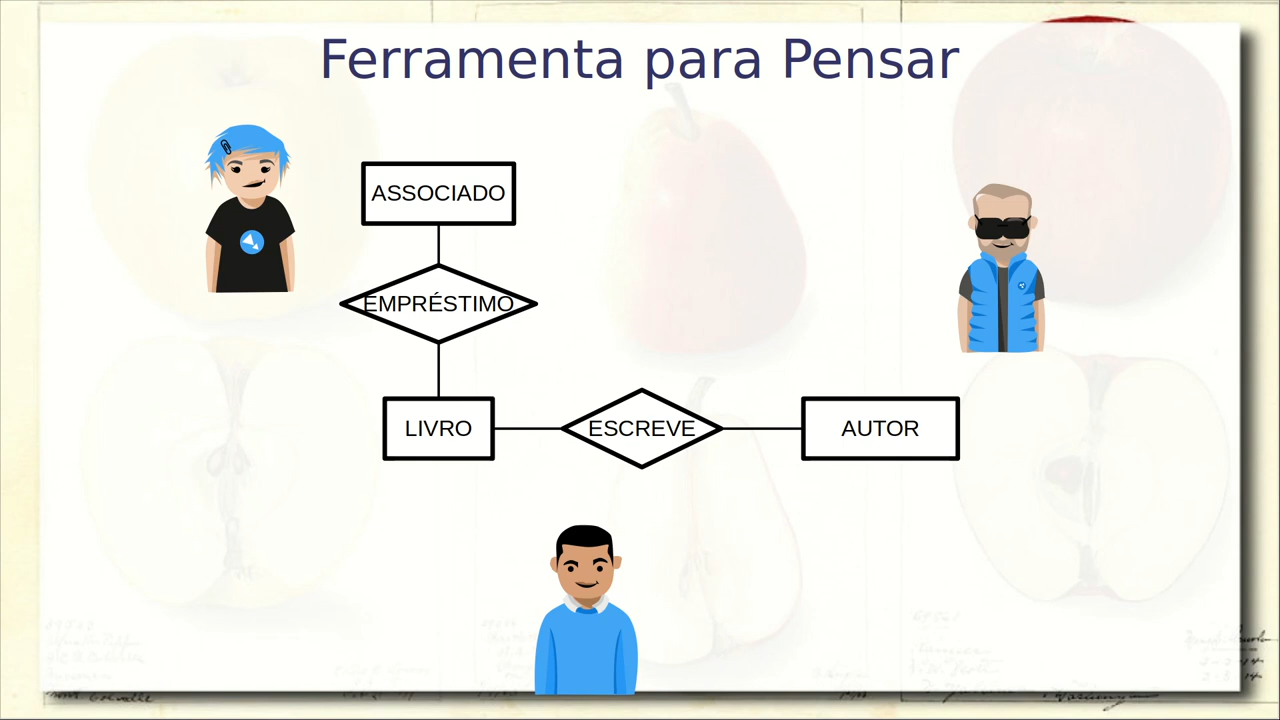 Ferramenta para Pensar
ASSOCIADO
EMPRÉSTIMO
LIVRO
ESCREVE
AUTOR